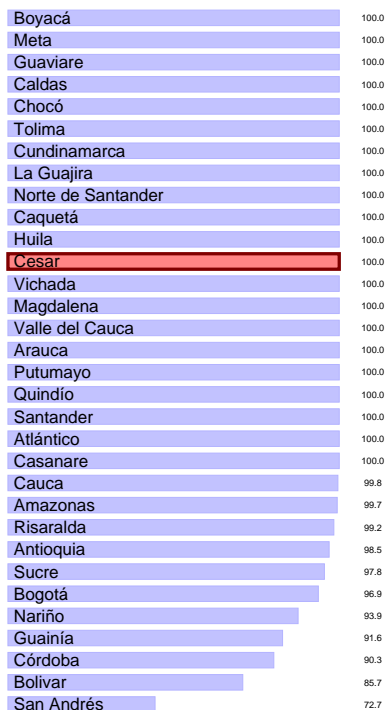 Boyacá 100.0
Meta 100.0
Guaviare 100.0
Caldas 100.0
Chocó 100.0
Tolima 100.0
Cundinamarca 100.0
La Guajira 100.0
Norte de Santander 100.0
Caquetá 100.0
Huila 100.0
Cesar 100.0
Vichada 100.0
Magdalena 100.0
Valle del Cauca 100.0
Arauca 100.0
Putumayo 100.0
Quindío 100.0
Santander 100.0
Atlántico 100.0
Casanare 100.0
Cauca 99.8
Amazonas 99.7
Risaralda 99.2
Antioquia 98.5
Sucre 97.8
Bogotá 96.9
Nariño 93.9
Guainía 91.6
Córdoba 90.3
Bolivar 85.7
San Andrés 72.7